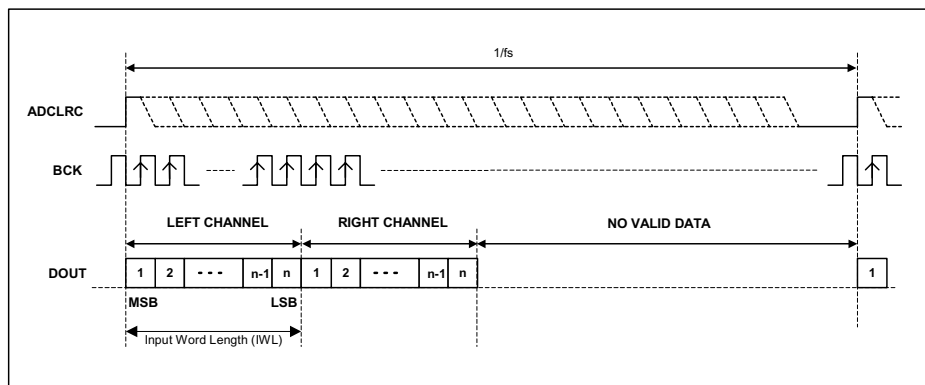 1/fs
ADCLRC
BCK
LEFT CHANNEL RIGHT CHANNEL NO VALID DATA
DOUT 1 2 - - - n-1 n 1 2 - - - n-1 n 1
MSB LSB
Input Word Length (IWL)